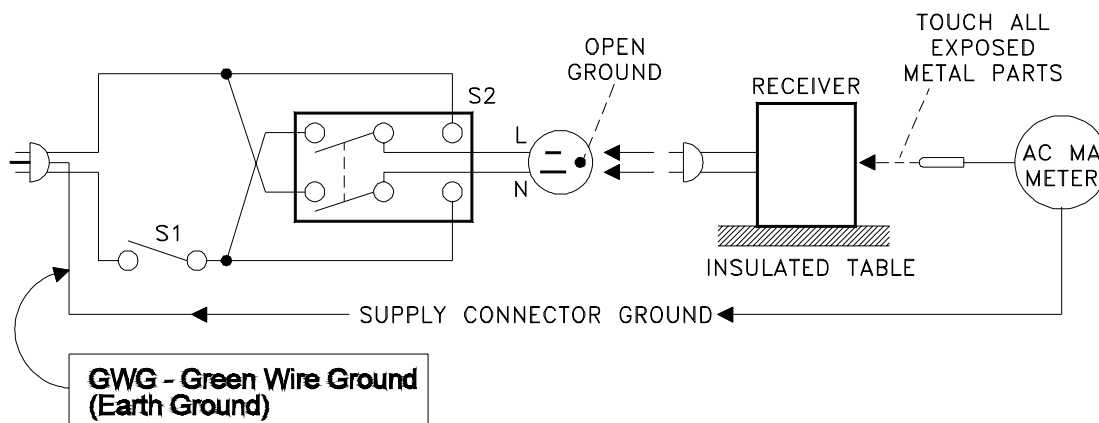 TOUCH ALL
EXPOSED
METAL PARTS
OPEN
GROUND
RECEIVER
S2
L
N
AC MA
METER
S1
INSULATED TABLE
SUPPLY CONNECTOR GROUND
GWG - Green Wire Ground
(Earth Ground)